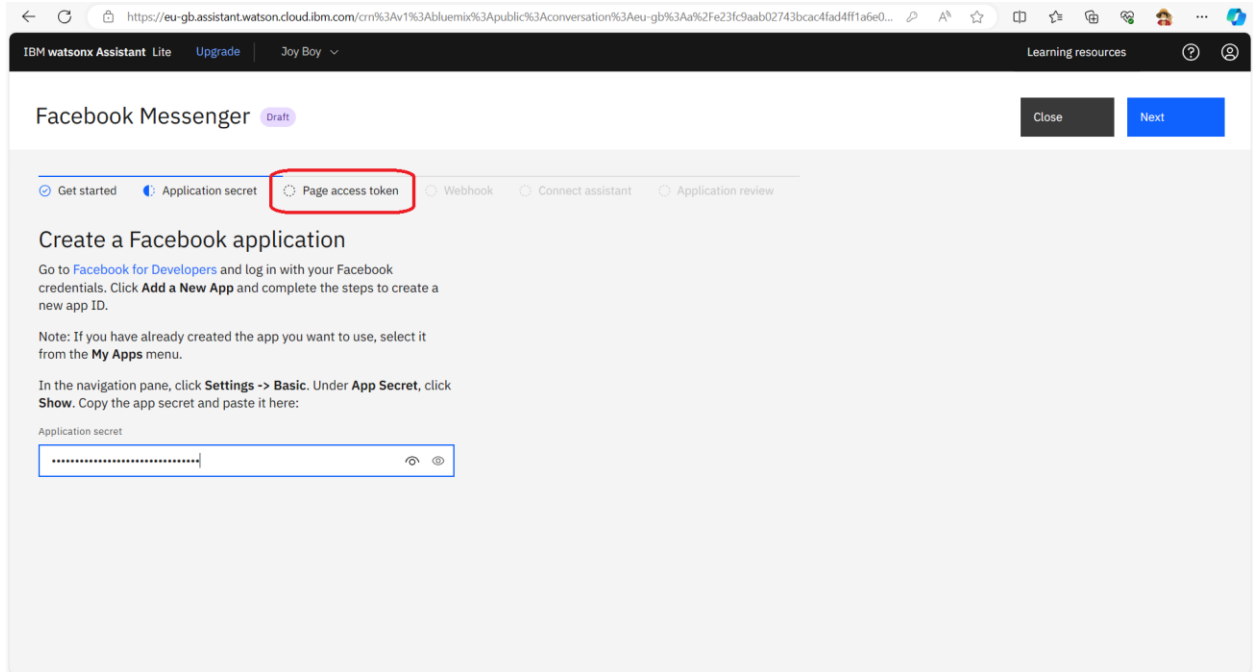 https://eu-gb.assistant.watson.cloud.ibm.com/crn%3Av1%3Abluemix%3Apublic%3Aconversation%3Aeu-gb%3Aa%2Fe23fc9aab02743bcac4fad4ff1a6e0...
IBM watsonx Assistant Lite Upgrade Joy Boy Learning resources
Facebook Messenger Draft Close Next
Get started Application secret Page access token Webhook Connect assistant Application review
Create a Facebook application
Go to Facebook for Developers and log in with your Facebook
credentials. Click Add a New App and complete the steps to create a
new app ID.
Note: If you have already created the app you want to use, select it
from the My Apps menu.
In the navigation pane, click Settings -> Basic. Under App Secret, click
Show. Copy the app secret and paste it here:
Application secret